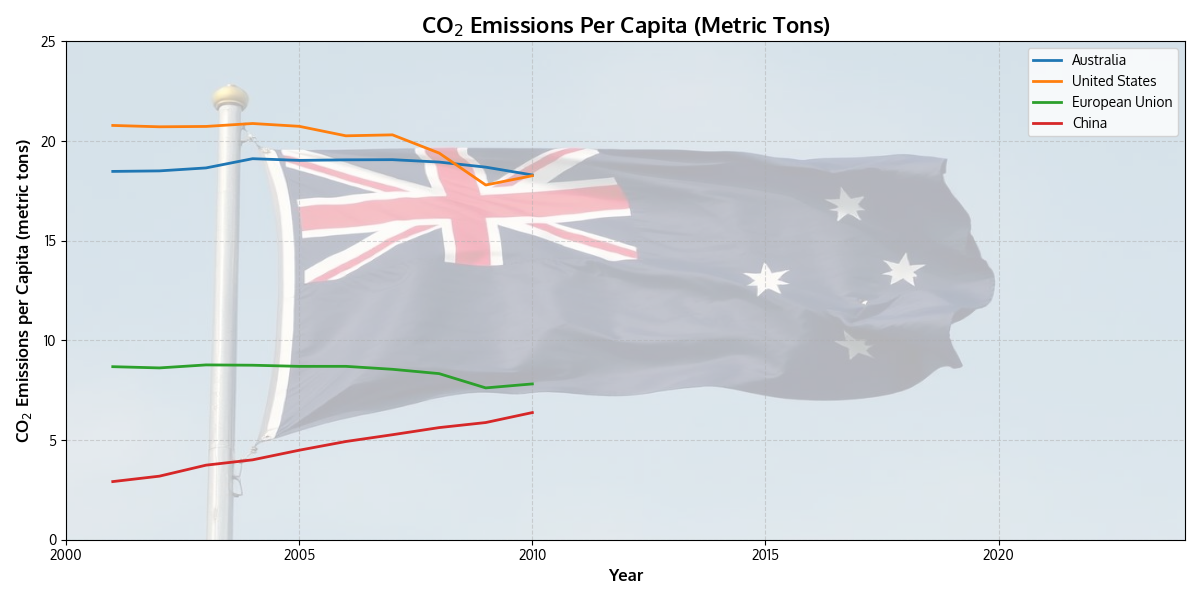 CO₂ Emissions Per Capita (Metric Tons)
CO₂ Emissions per Capita (metric tons)
25
20
15
10
5
0
2000 2005 2010 2015 2020
Year
Australia
United States
European Union
China